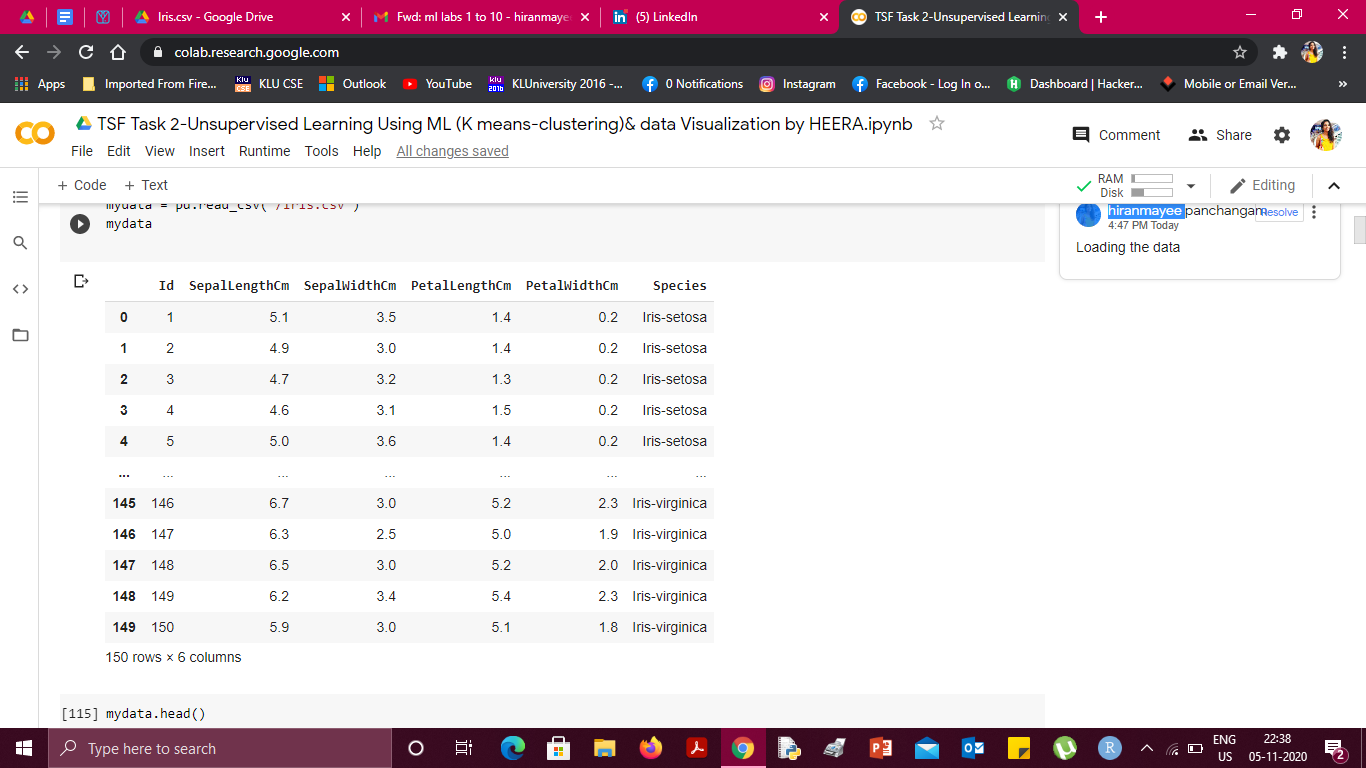 Iris.csv - Google Drive
Fwd: ml labs 1 to 10 - hiranmaye
(5) LinkedIn
TSF Task 2-Unsupervised Learnin
colab.research.google.com
Apps Imported From Fire... KLU CSE Outlook YouTube KLUniversity 2016 -... 0 Notifications Instagram Facebook - Log In o... Dashboard | Hacker... Mobile or Email Ver... »
CO TSF Task 2-Unsupervised Learning Using ML (K means-clustering)& data Visualization by HEERA.ipynb
File Edit View Insert Runtime Tools Help All changes saved
Comment Share
+ Code + Text
RAM
Disk
Editing
mydata = pd.read_csv('/Iris.csv')
mydata
hiranmayee panchangam
Resolve
4:47 PM Today
Loading the data
Id SepalLengthCm SepalWidthCm PetalLengthCm PetalWidthCm Species
0 1 5.1 3.5 1.4 0.2 Iris-setosa
1 2 4.9 3.0 1.4 0.2 Iris-setosa
2 3 4.7 3.2 1.3 0.2 Iris-setosa
3 4 4.6 3.1 1.5 0.2 Iris-setosa
4 5 5.0 3.6 1.4 0.2 Iris-setosa
... ... ... ... ... ... ...
145 146 6.7 3.0 5.2 2.3 Iris-virginica
146 147 6.3 2.5 5.0 1.9 Iris-virginica
147 148 6.5 3.0 5.2 2.0 Iris-virginica
148 149 6.2 3.4 5.4 2.3 Iris-virginica
149 150 5.9 3.0 5.1 1.8 Iris-virginica
150 rows × 6 columns
[115] mydata.head()
Type here to search
ENG
US
22:38
05-11-2020
2